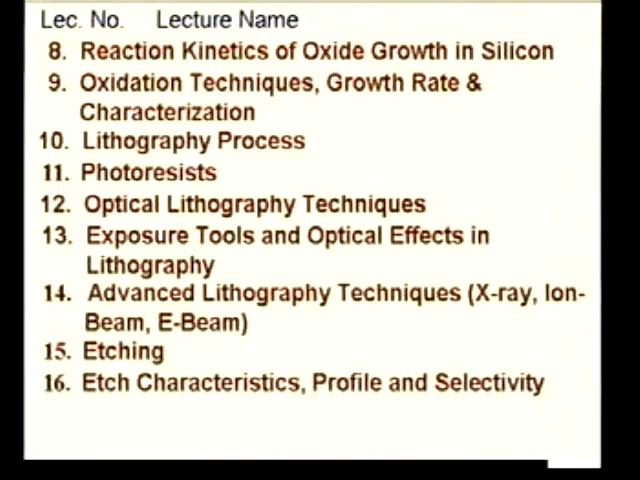 Lec. No. Lecture Name
8. Reaction Kinetics of Oxide Growth in Silicon
9. Oxidation Techniques, Growth Rate &
Characterization
10. Lithography Process
11. Photoresists
12. Optical Lithography Techniques
13. Exposure Tools and Optical Effects in
Lithography
14. Advanced Lithography Techniques (X-ray, Ion-
Beam, E-Beam)
15. Etching
16. Etch Characteristics, Profile and Selectivity